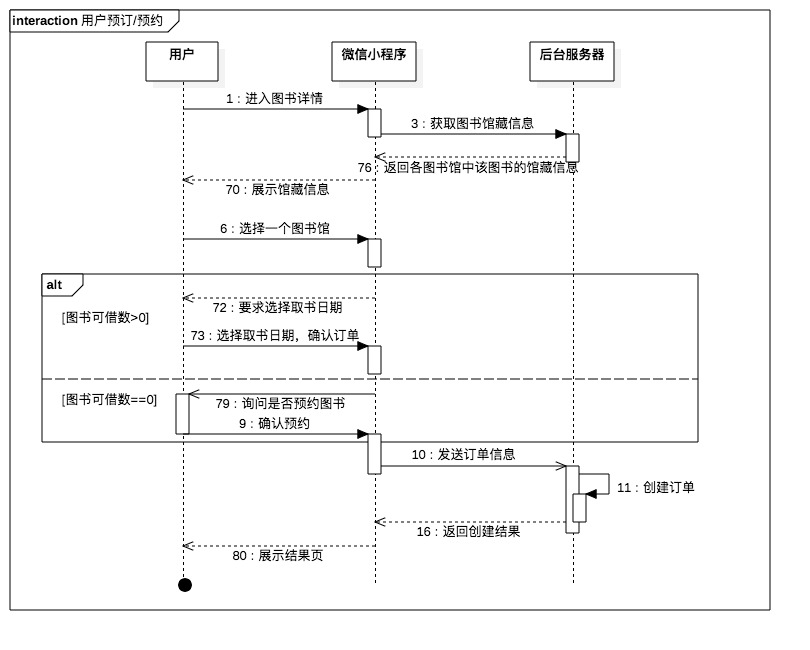 interaction 用户预订/预约
用户
微信小程序
后台服务器
1 : 进入图书详情
3 : 获取图书馆藏信息
76 : 返回各图书馆中该图书的馆藏信息
70 : 展示馆藏信息
6 : 选择一个图书馆
alt
72 : 要求选择取书日期
[图书可借数>0]
73 : 选择取书日期，确认订单
[图书可借数==0]
79 : 询问是否预约图书
9 : 确认预约
10 : 发送订单信息
11 : 创建订单
16 : 返回创建结果
80 : 展示结果页